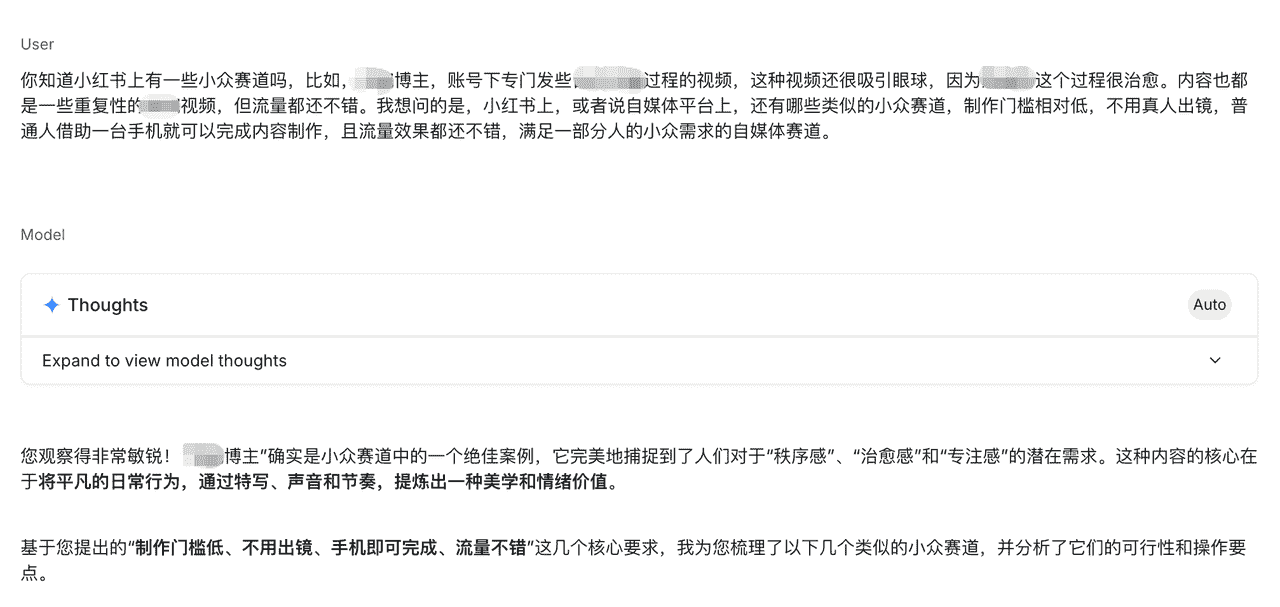 User
你知道小红书上有一些小众赛道吗，比如，博主，账号下专门发些过程的视频，这种视频还很吸引眼球，因为这个过程很治愈。内容也都
是一些重复性的视频，但流量都还不错。我想问的是，小红书上，或者说自媒体平台上，还有哪些类似的小众赛道，制作门槛相对低，不用真人出镜，普
通人借助一台手机就可以完成内容制作，且流量效果都还不错，满足一部分人的小众需求的自媒体赛道。
Model
Thoughts
Auto
Expand to view model thoughts
您观察得非常敏锐！博主”确实是小众赛道中的一个绝佳案例，它完美地捕捉到了人们对于“秩序感”、“治愈感”和“专注感”的潜在需求。这种内容的核心在
于将平凡的日常行为，通过特写、声音和节奏，提炼出一种美学和情绪价值。
基于您提出的“制作门槛低、不用出镜、手机即可完成、流量不错”这几个核心要求，我为您梳理了以下几个类似的小众赛道，并分析了它们的可行性和操作要
点。